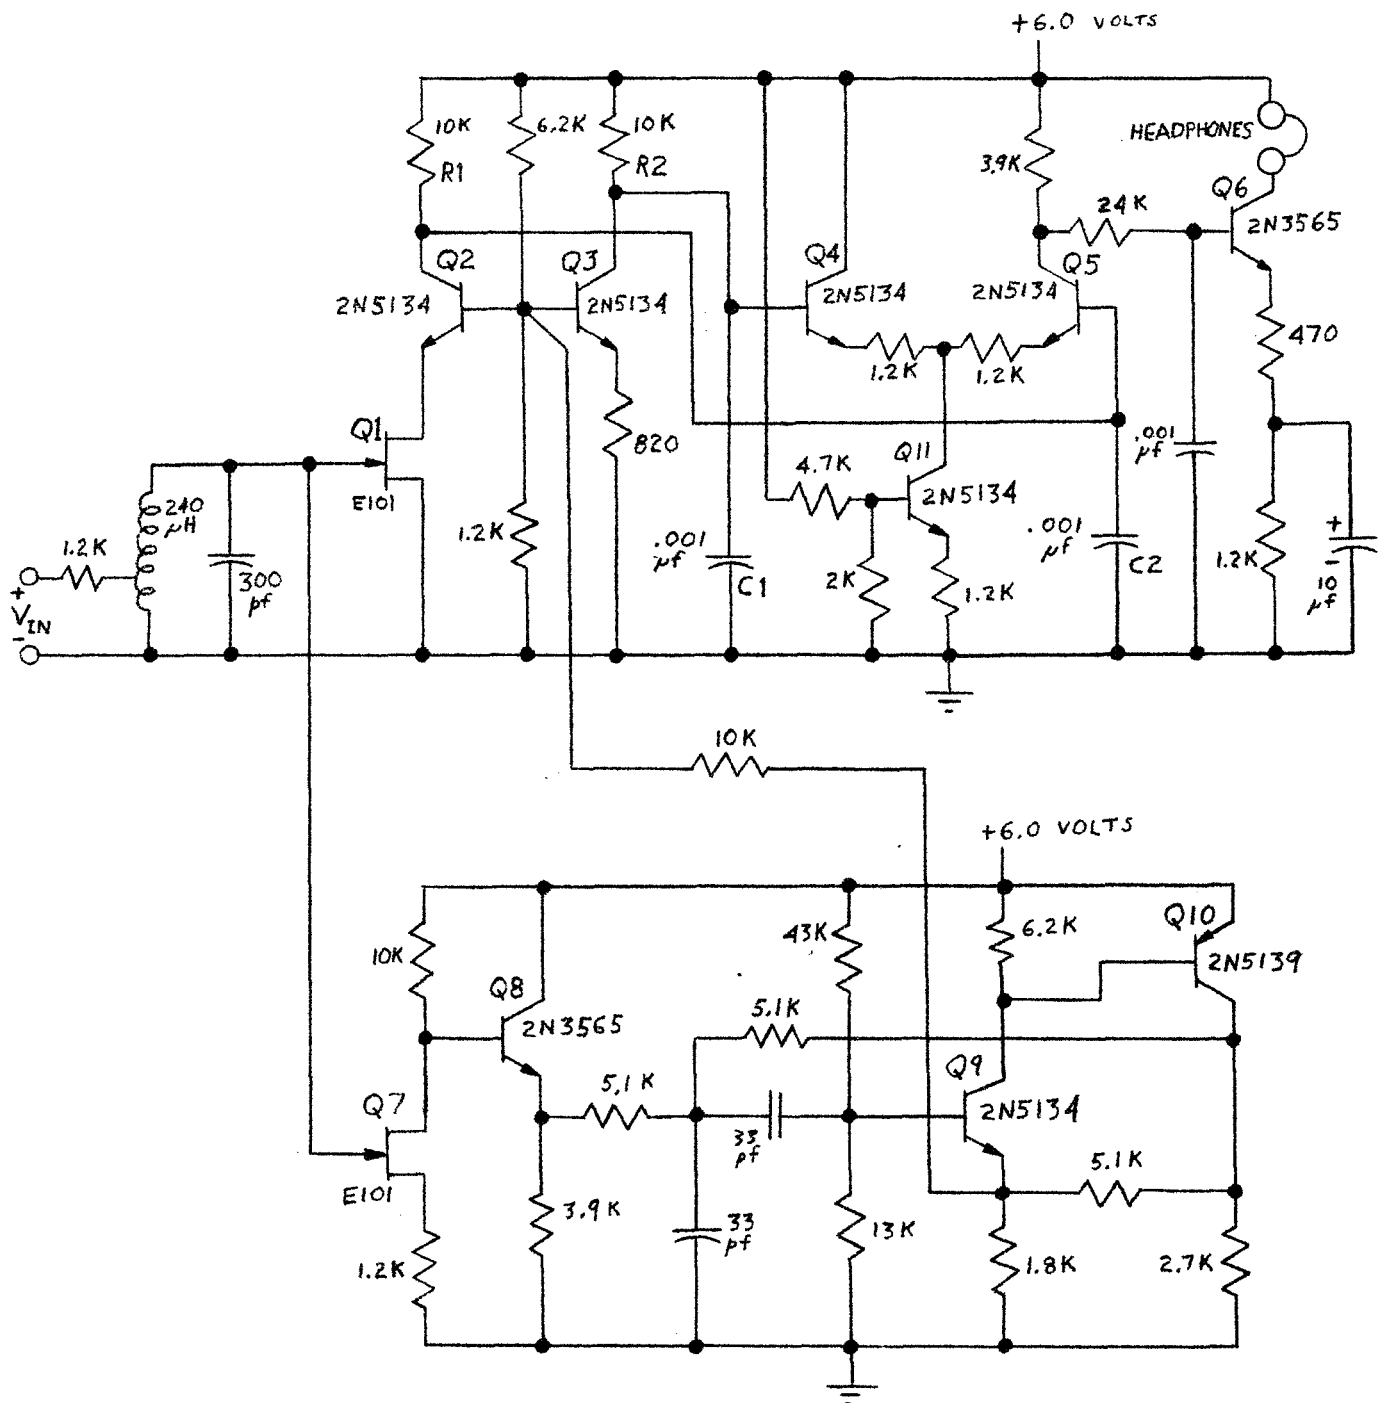 +6.0 VOLTS
10K
R1
6.2K
10K
R2
3.9K
HEADPHONES
24K
Q6
2N3565
Q2
2N5134
Q3
2N5134
Q4
2N5134
Q5
2N5134
470
1.2K
1.2K
Q1
E101
820
4.7K
Q11
2N5134
.001
µf
240
µH
1.2K
1.2K
300
pf
+
VIN
-
.001
µf
C1
2K
1.2K
.001
µf
C2
1.2K
+
-
10
µf
10K
+6.0 VOLTS
10K
Q8
2N3565
43K
6.2K
Q10
2N5139
5.1K
Q9
2N5134
5.1K
Q7
E101
33
pf
5.1K
3.9K
33
pf
13K
1.2K
1.8K
2.7K